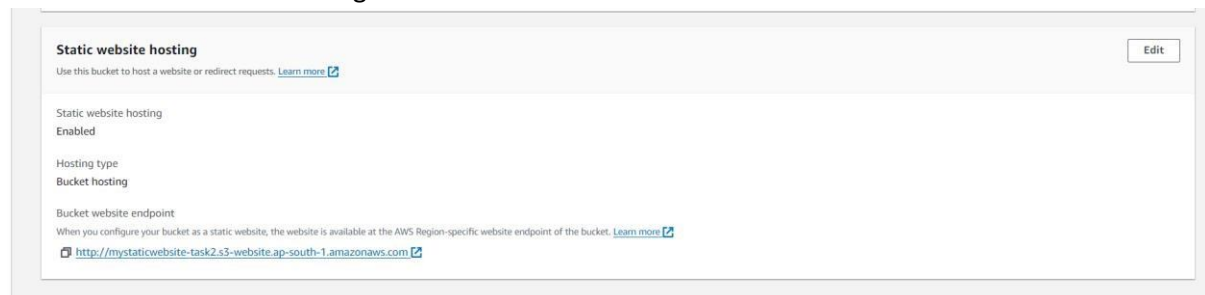 Static website hosting
Edit
Use this bucket to host a website or redirect requests. Learn more
Static website hosting
Enabled
Hosting type
Bucket hosting
Bucket website endpoint
When you configure your bucket as a static website, the website is available at the AWS Region-specific website endpoint of the bucket. Learn more
http://mystaticwebsite-task2.s3-website.ap-south-1.amazonaws.com